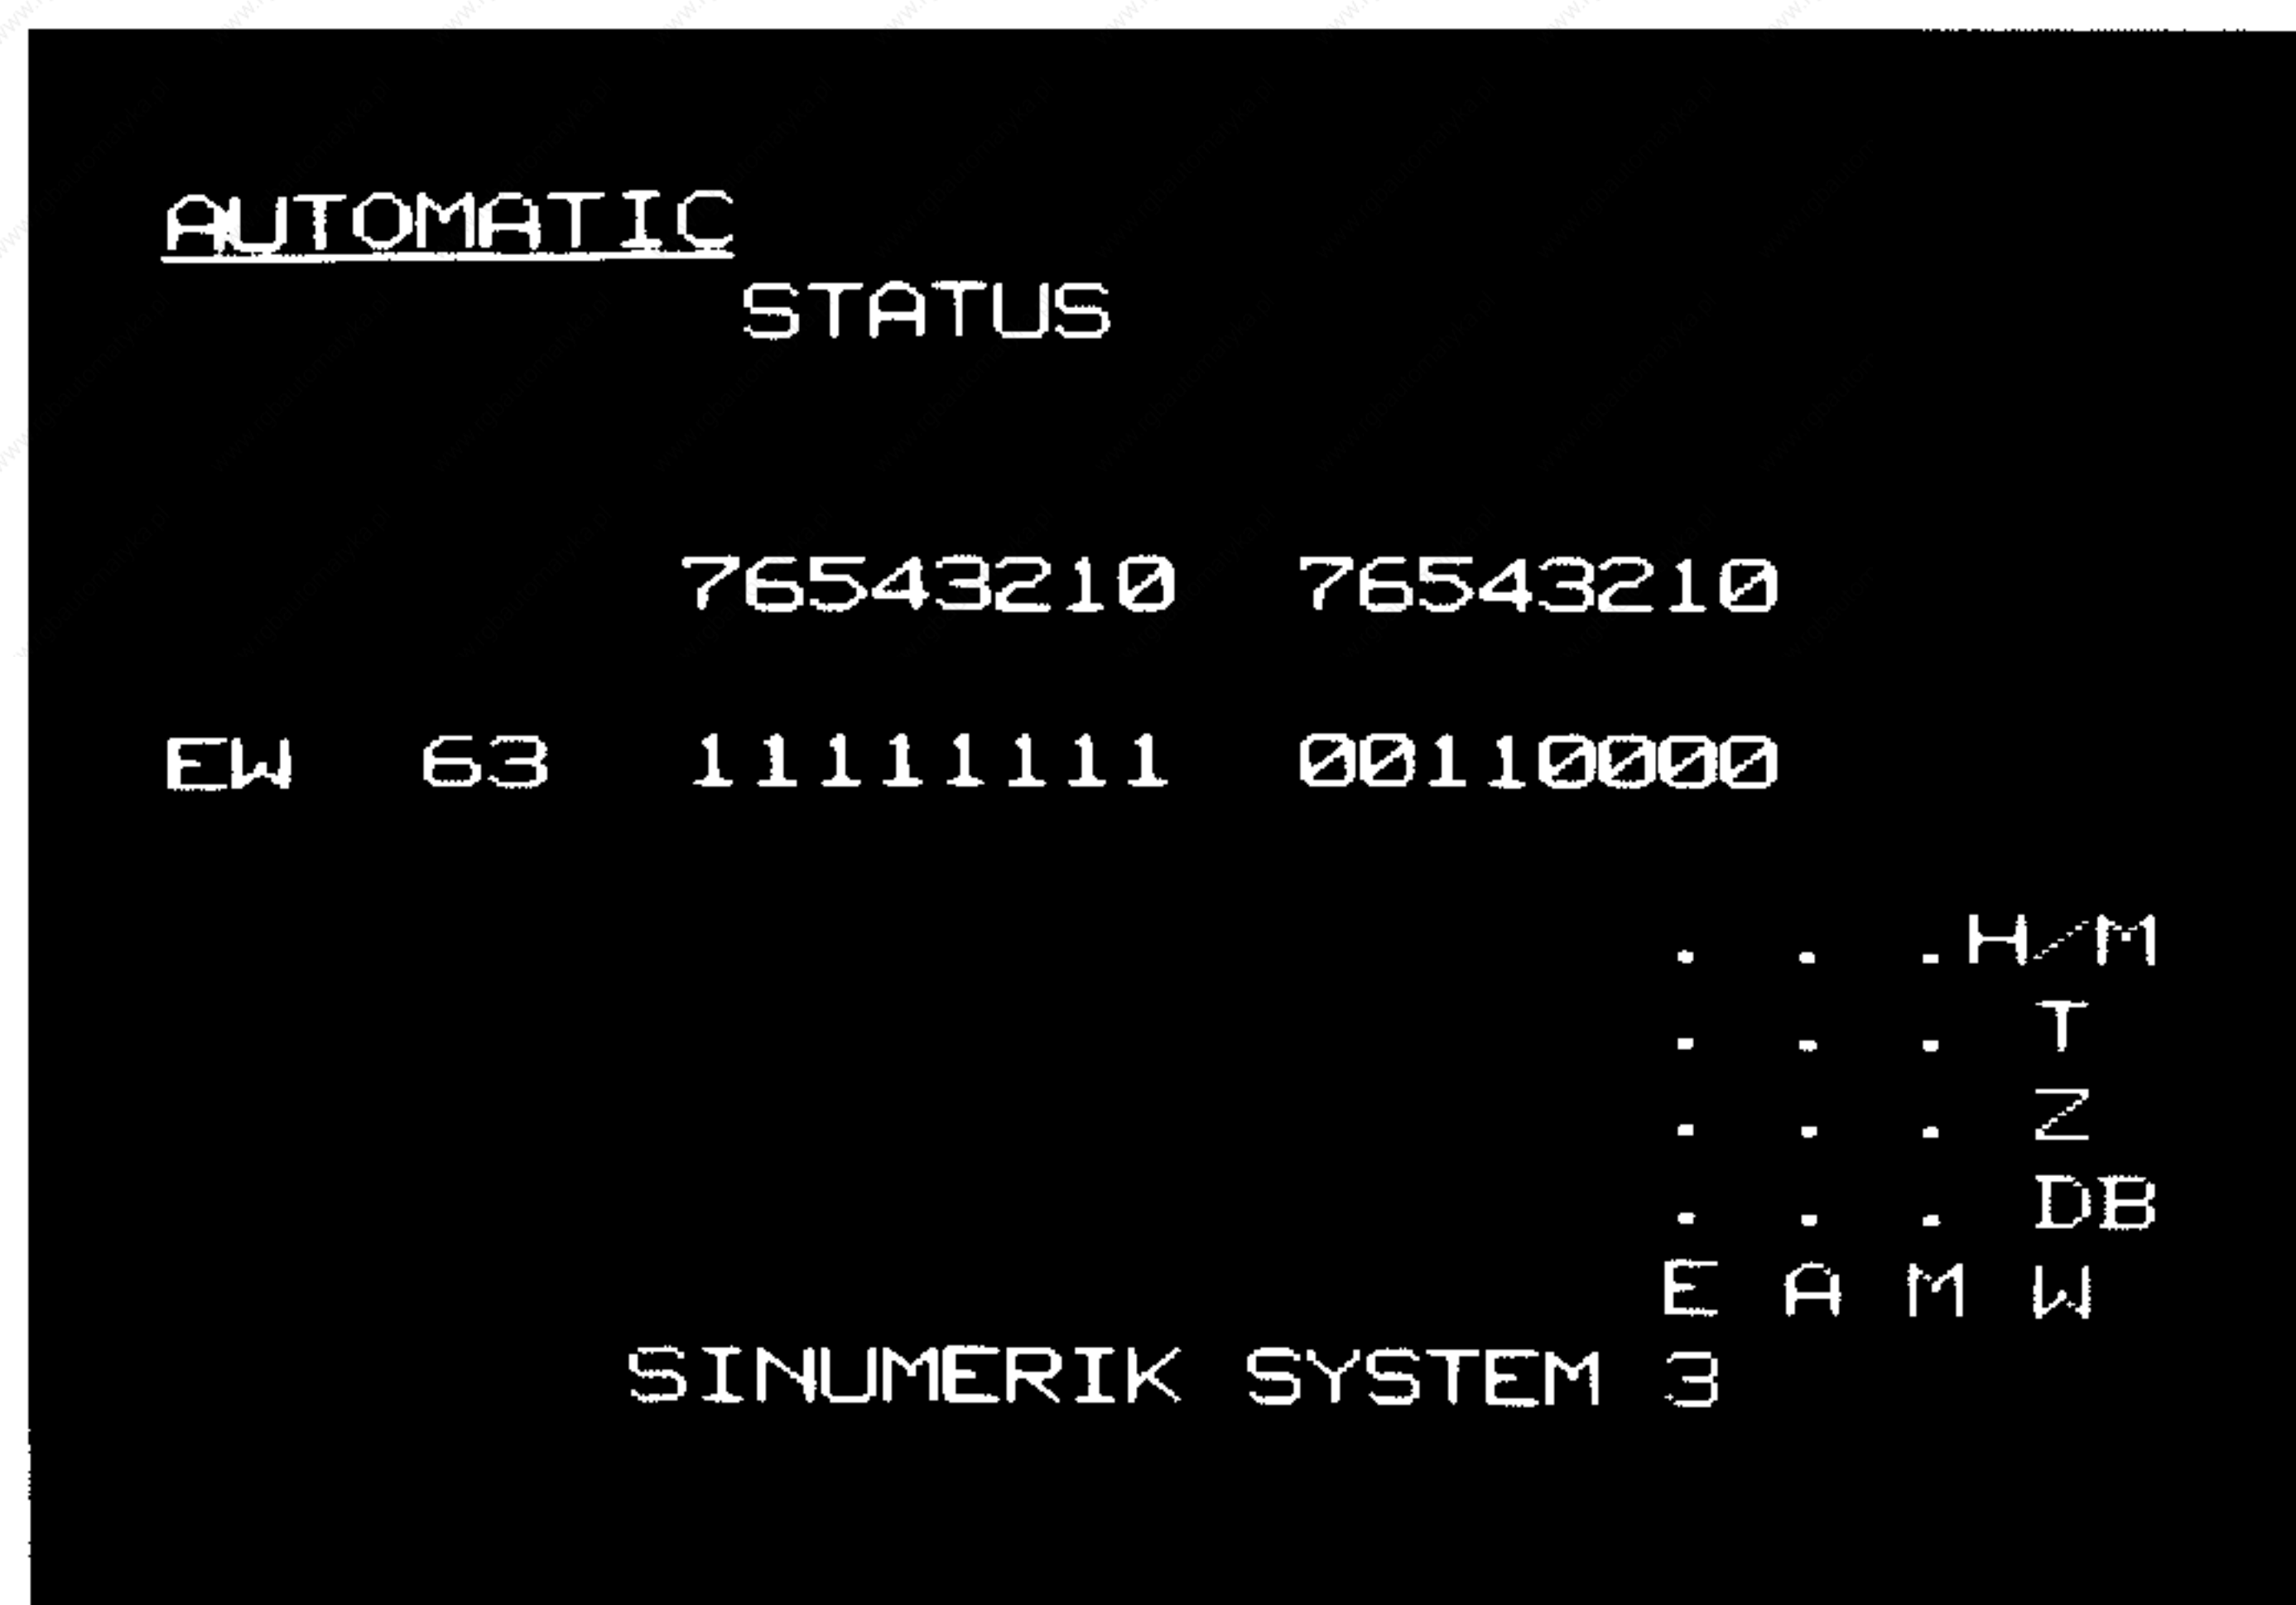 AUTOMATIC
STATUS
76543210 76543210
EW 63 11111111 00110000
. . . H/M
. . . T
. . . Z
. . . DB
E A M W
SINUMERIK SYSTEM 3